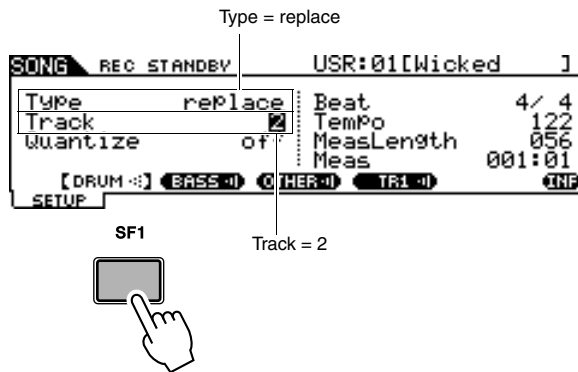 Type = replace
SONG REC STANDBY USR:01[Wicked ]
Type replace Beat 4/ 4
Track 2 Tempo 122
Quantize off MeasLength 056
Meas 001:01
[DRUM] BASS OTHER TR1 INP
SETUP
SF1
Track = 2